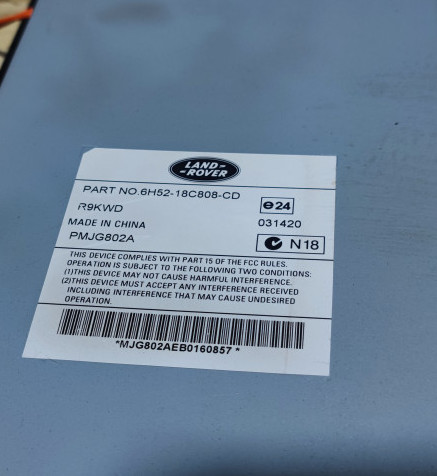 LAND-
-ROVER
PART NO.6H52-18C808-CD
e24
R9KWD
031420
MADE IN CHINA
PMJG802A
N18
THIS DEVICE COMPLIES WITH PART 15 OF THE FCC RULES.
OPERATION IS SUBJECT TO THE FOLLOWING TWO CONDITIONS:
(1)THIS DEVICE MAY NOT CAUSE HARMFUL INTERFERENCE.
(2)THIS DEVICE MUST ACCEPT ANY INTERFERENCE RECEIVED
INCLUDING INTERFERENCE THAT MAY CAUSE UNDESIRED
OPERATION.
*MJG802AEB0160857*